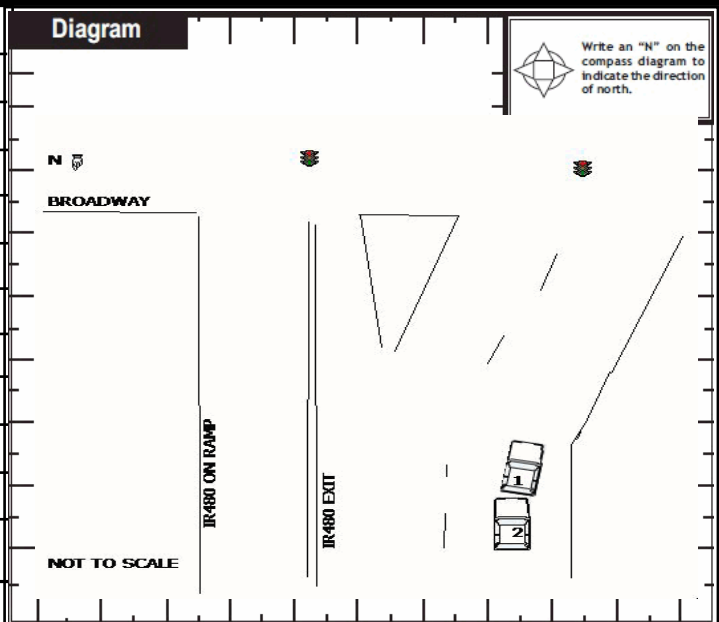 Diagram
Write an “N” on the
compass diagram to
indicate the direction
of north.
N
BROADWAY
IR480 ON RAMP
IR480 EXIT
1
2
NOT TO SCALE